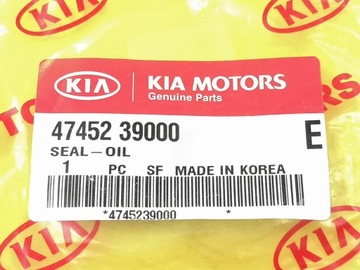 KIA
KIA MOTORS
Genuine Parts
47452 39000
E
SEAL-OIL
1 PC SF MADE IN KOREA
*4745239000 *